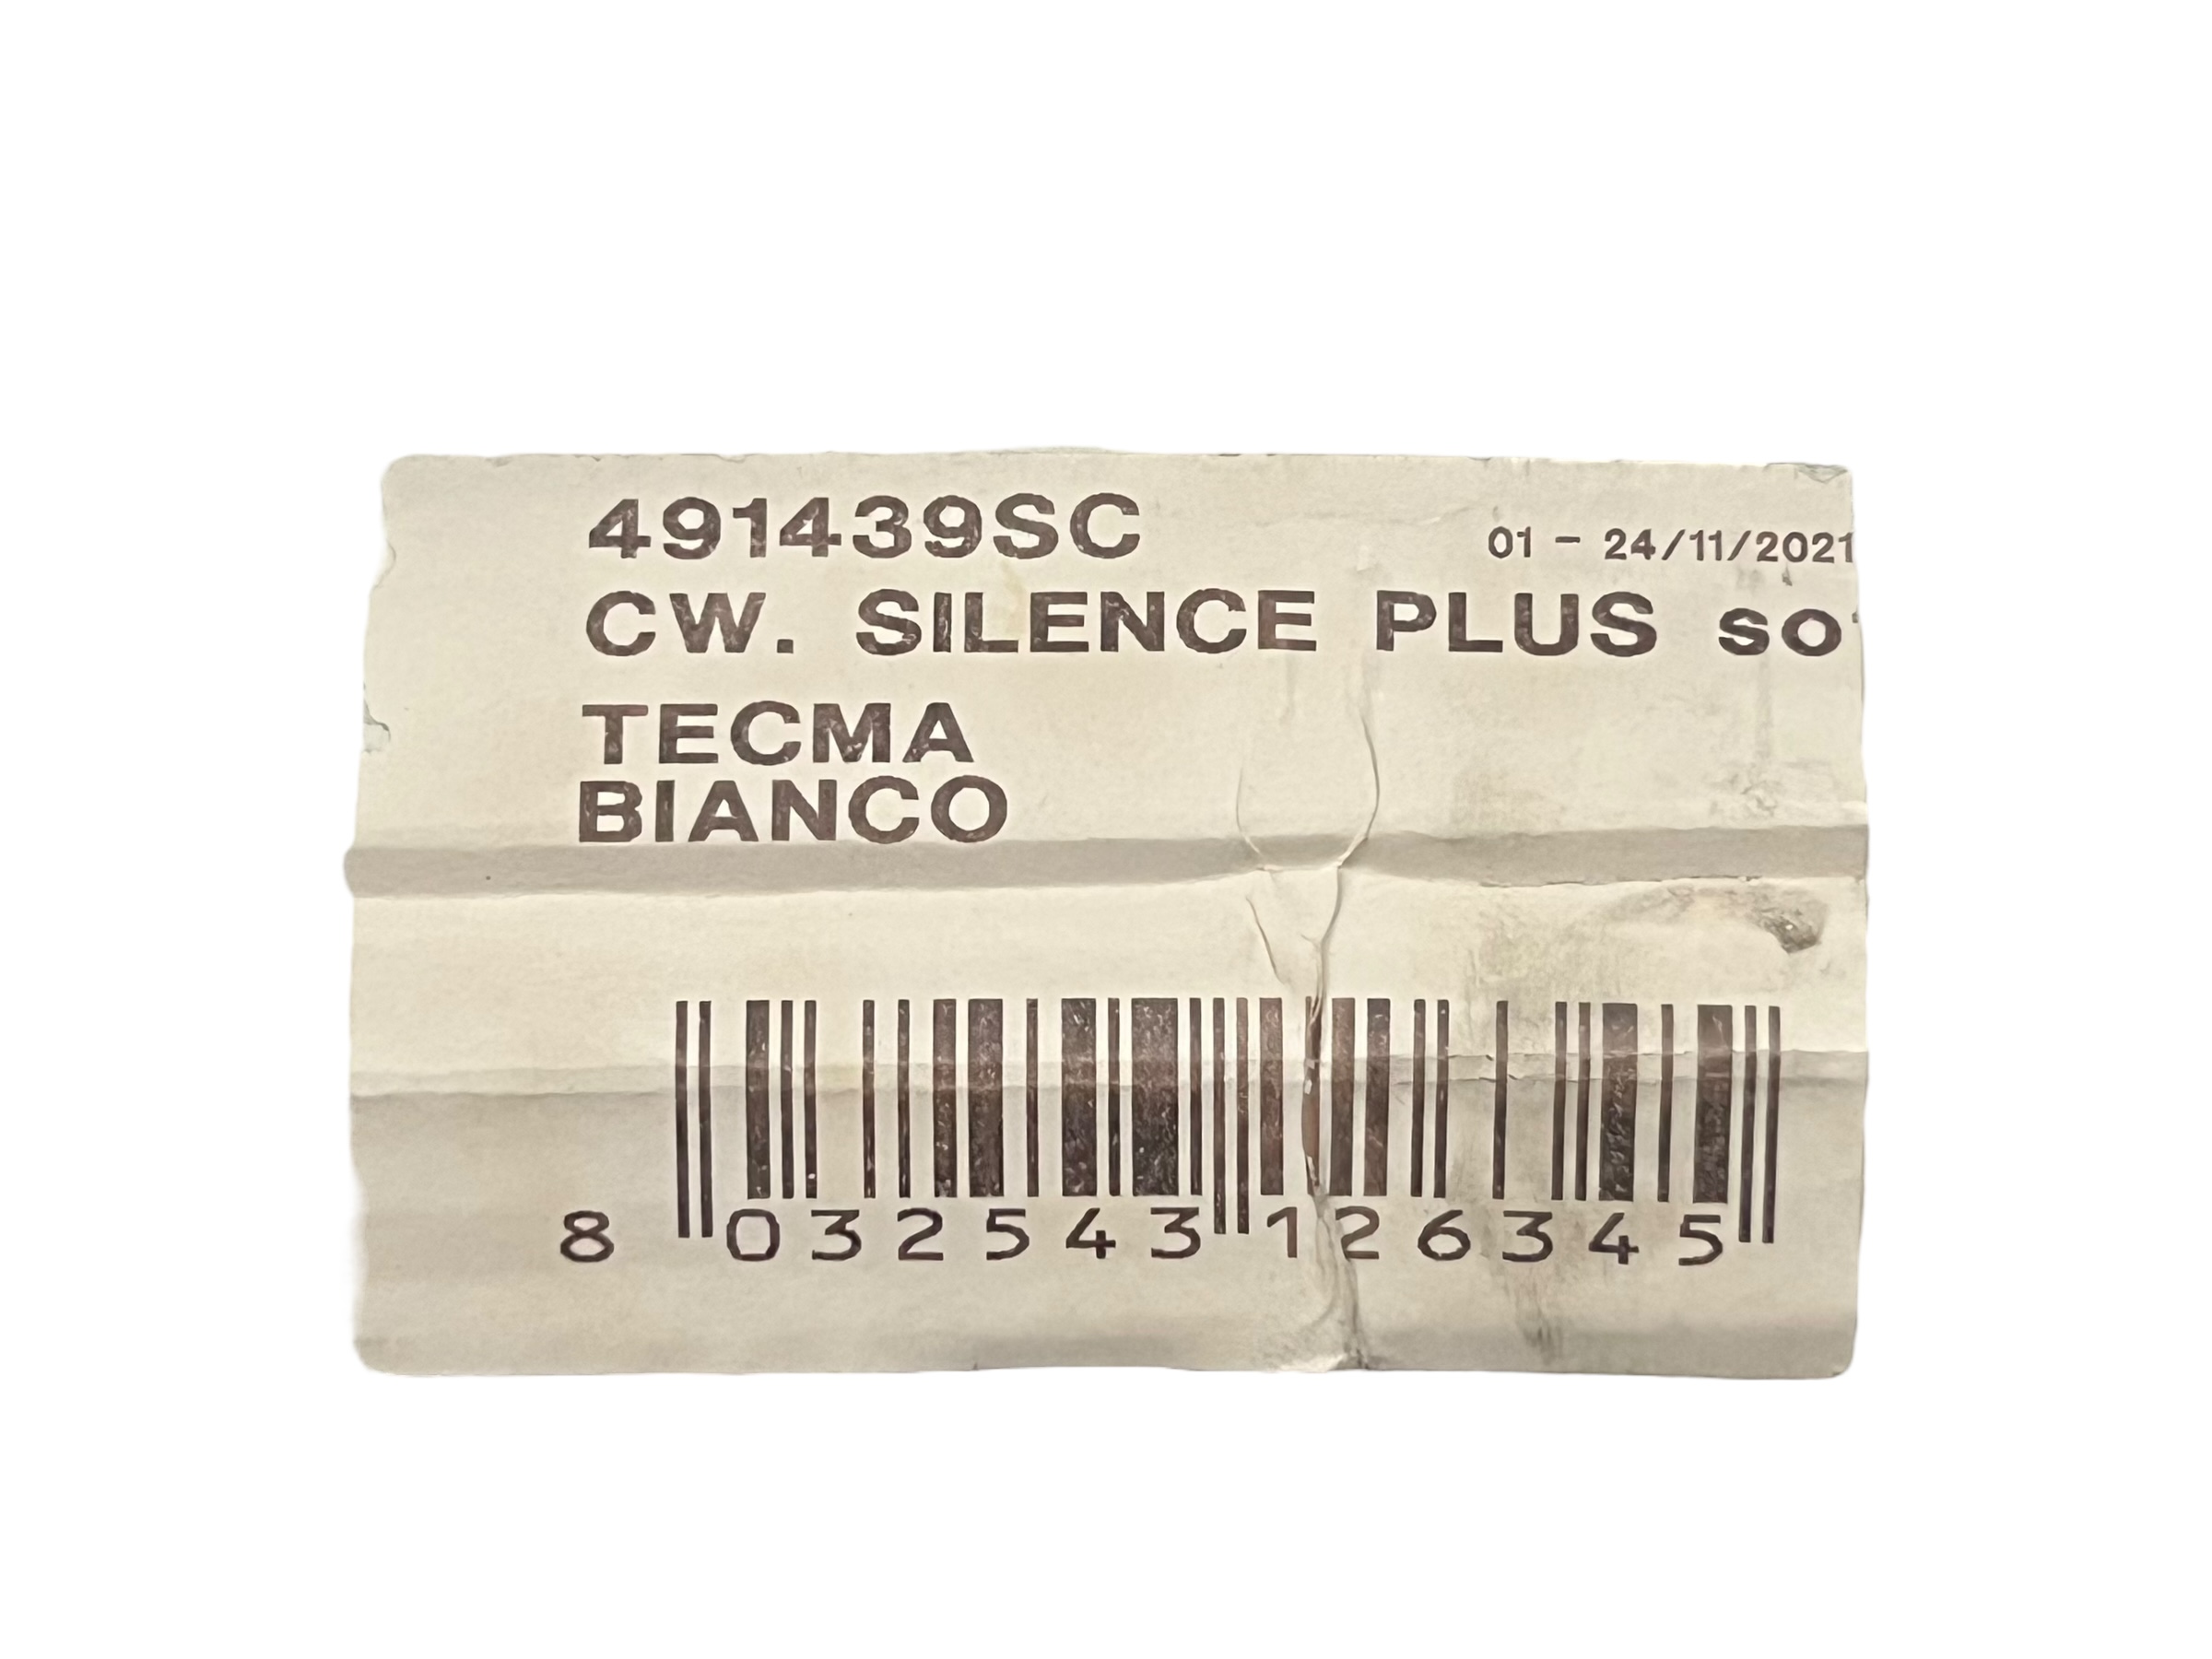 491439SC
01 - 24/11/2021
CW. SILENCE PLUS
TECMA
BIANCO
8 032543 126345